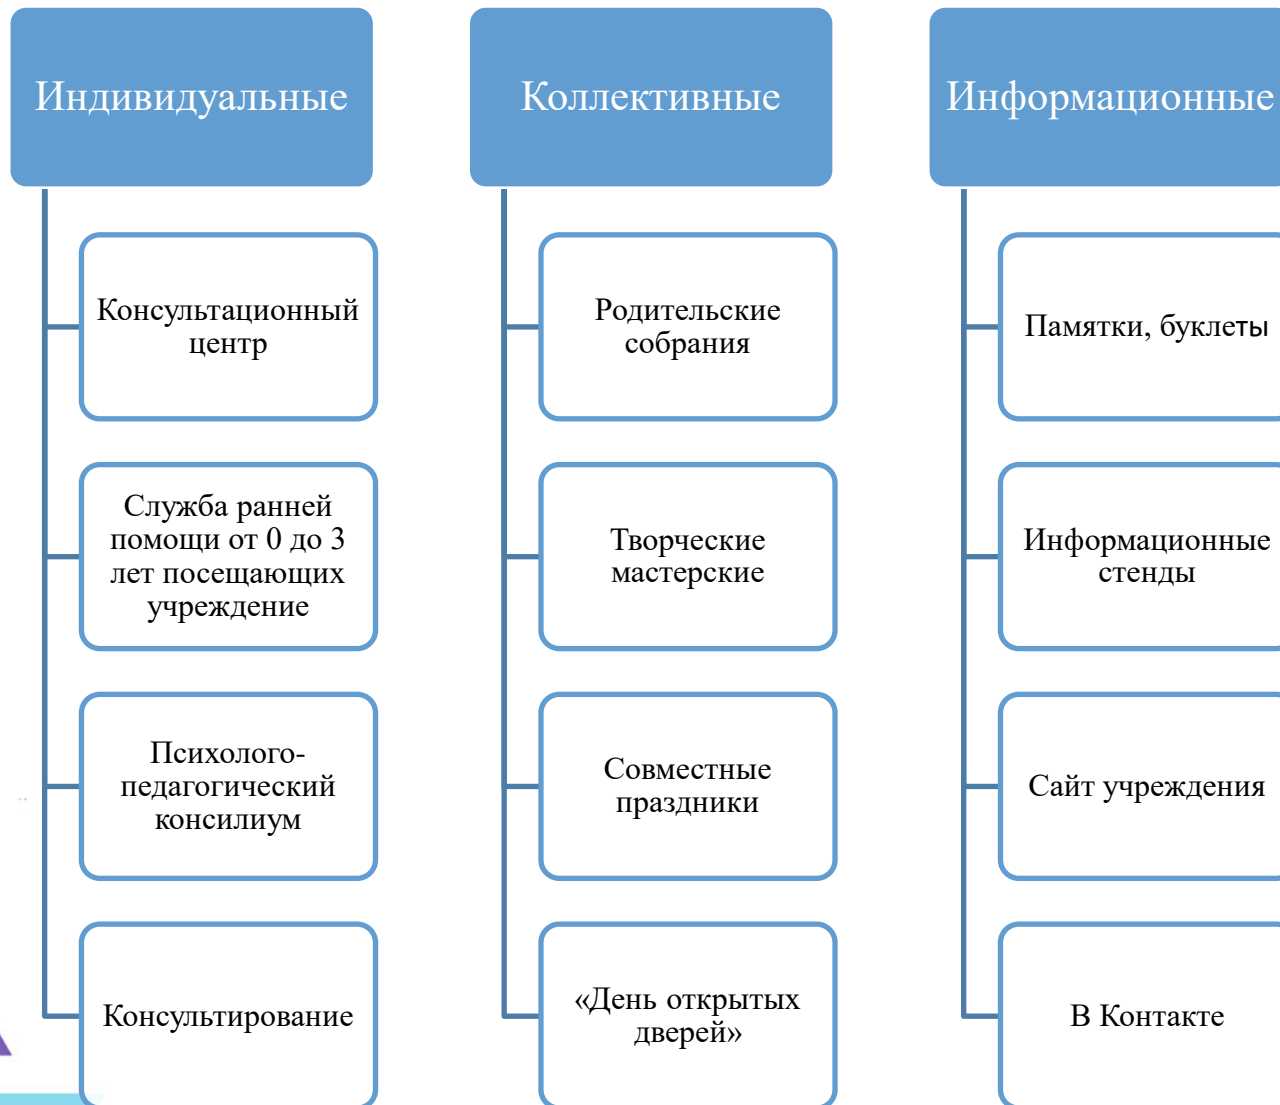 Индивидуальные
Консультационный
центр
Служба ранней
помощи от 0 до 3
лет посещающих
учреждение
Психолого-
педагогический
консилиум
Консультирование
Коллективные
Родительские
собрания
Творческие
мастерские
Совместные
праздники
«День открытых
дверей»
Информационные
Памятки, буклеты
Информационные
стенды
Сайт учреждения
В Контакте